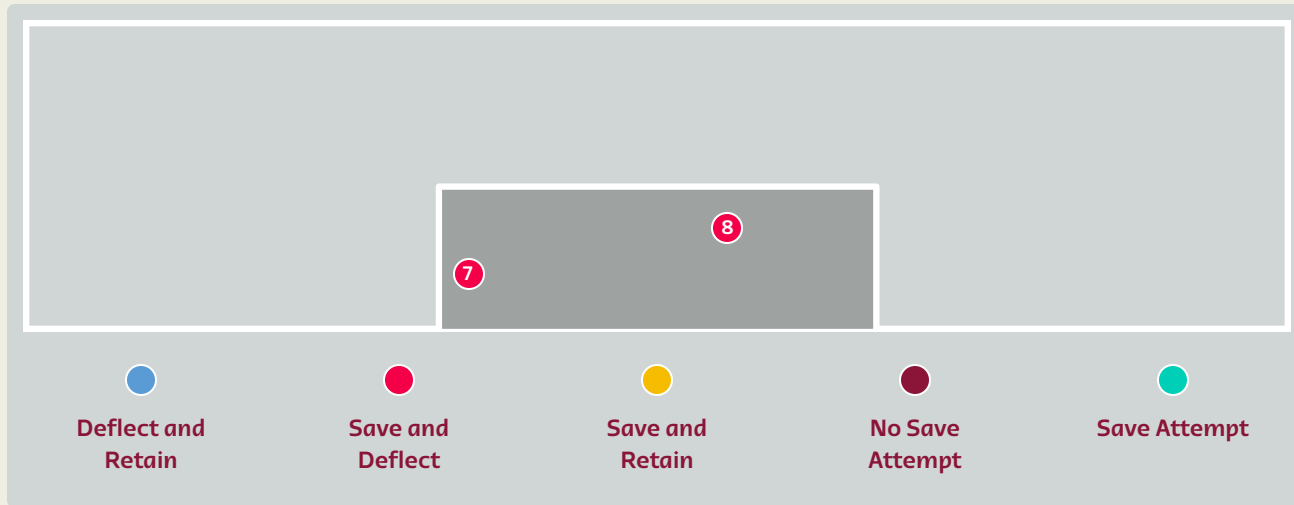 8
7
Deflect and
Retain
Save and
Deflect
Save and
Retain
No Save
Attempt
Save Attempt